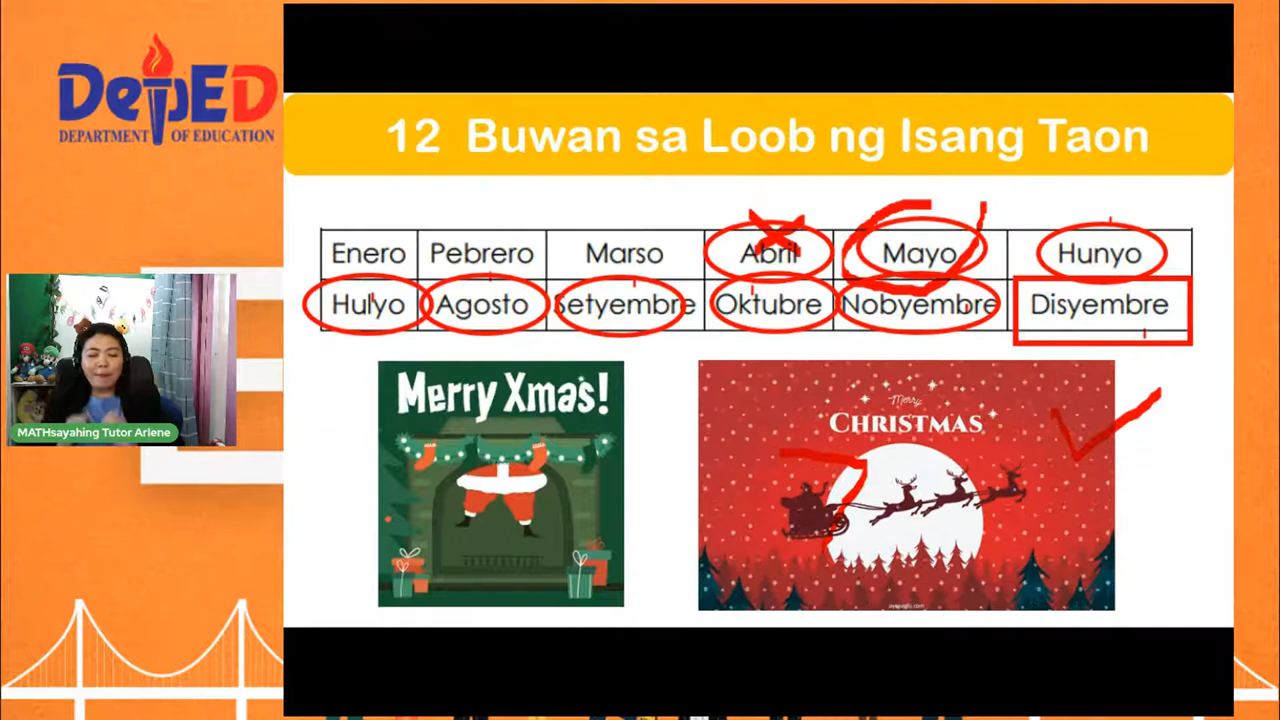 DepED
DEPARTMENT OF EDUCATION
12 Buwan sa Loob ng Isang Taon
Enero Pebrero Marso Abril Mayo Hunyo
Hulyo Agosto Setyembre Oktubre Nobyembre Disyembre
Merry Xmas!
Merry
CHRISTMAS
MATHsayahing Tutor Arlene